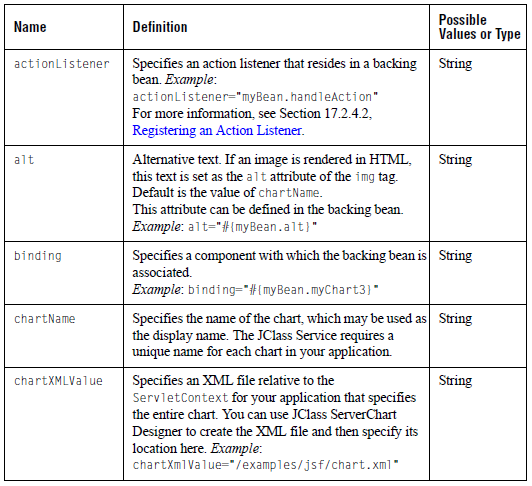 Name Definition Possible
Values or Type
actionListener Specifies an action listener that resides in a backing String
bean. Example:
actionListener="myBean.handleAction"
For more information, see Section 17.2.4.2,
Registering an Action Listener.
alt Alternative text. If an image is rendered in HTML, String
this text is set as the alt attribute of the img tag.
Default is the value of chartName.
This attribute can be defined in the backing bean.
Example: alt="#{myBean.alt}"
binding Specifies a component with which the backing bean is String
associated.
Example: binding="#{myBean.myChart3}"
chartName Specifies the name of the chart, which may be used as String
the display name. The JClass Service requires a
unique name for each chart in your application.
chartXMLValue Specifies an XML file relative to the String
ServletContext for your application that specifies
the entire chart. You can use JClass ServerChart
Designer to create the XML file and then specify its
location here. Example:
chartXmlValue="/examples/jsf/chart.xml"